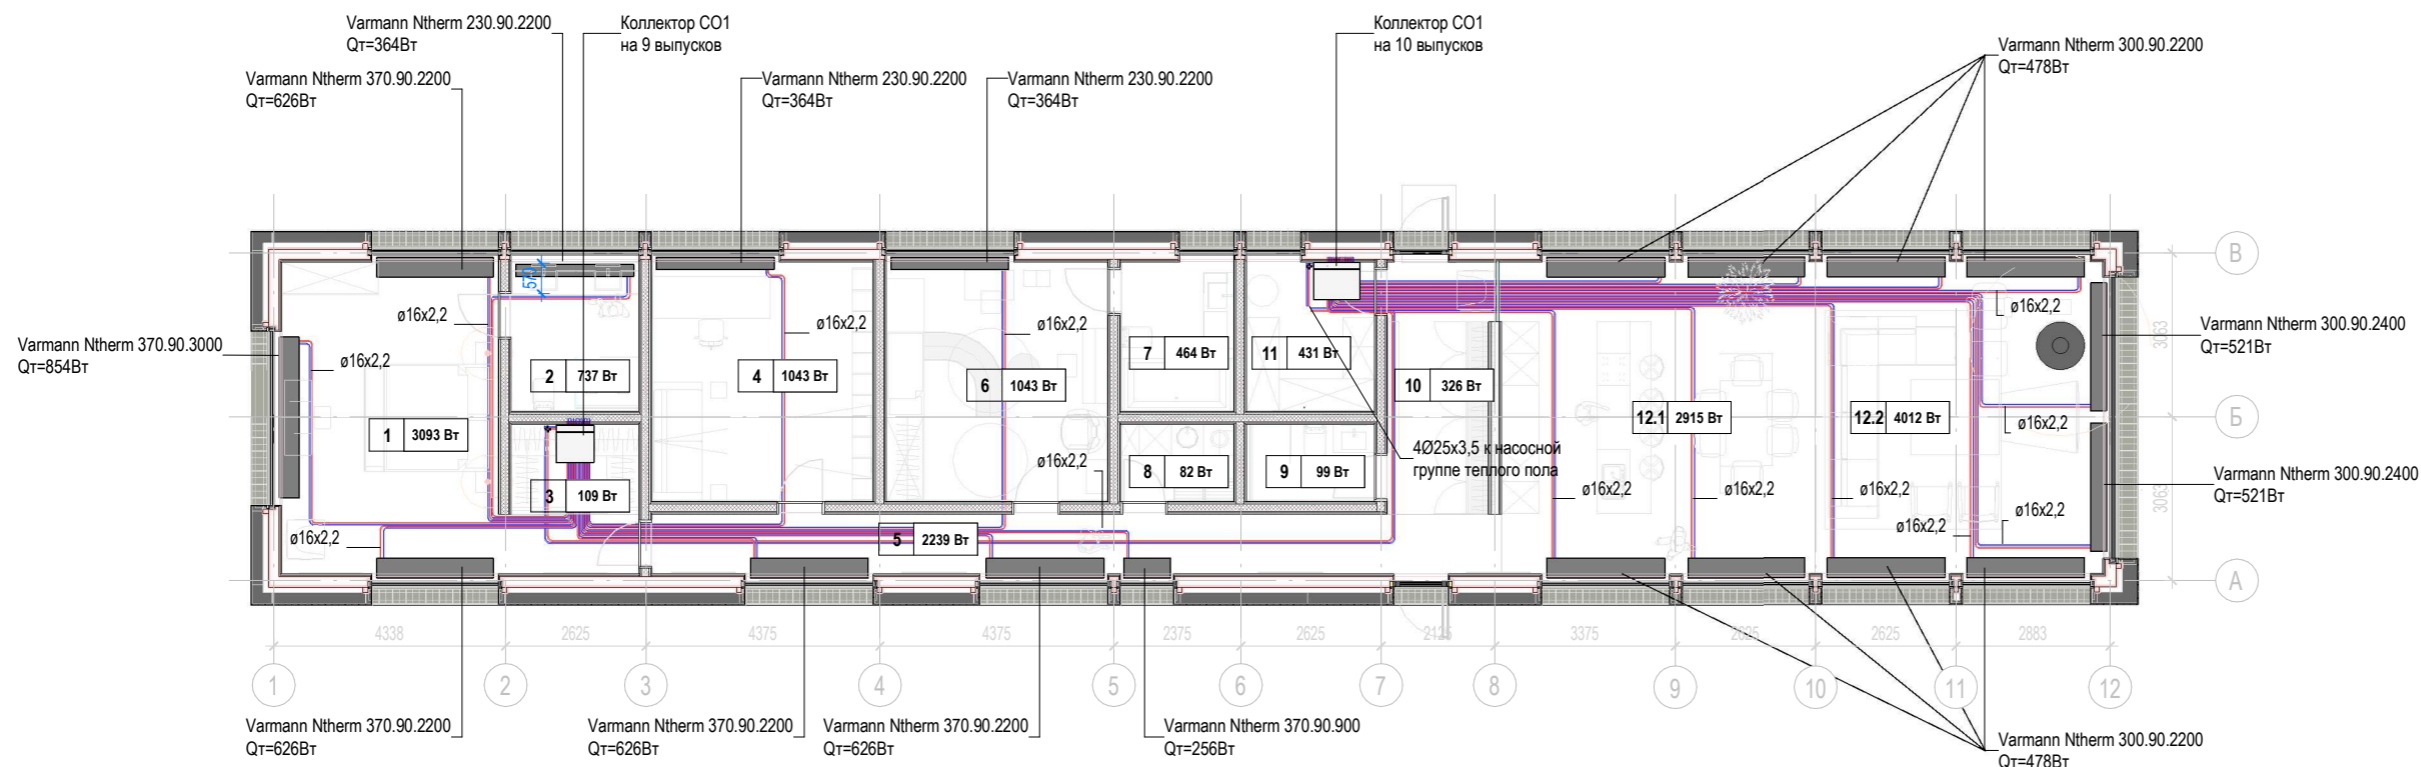 Varmann Ntherm 230.90.2200
Qт=364Вт
Коллектор СО1
на 9 выпусков
Коллектор СО1
на 10 выпусков
Varmann Ntherm 300.90.2200
Qт=478Вт
Varmann Ntherm 370.90.2200
Qт=626Вт
Varmann Ntherm 230.90.2200
Qт=364Вт
Varmann Ntherm 230.90.2200
Qт=364Вт
В
570
ø16x2,2
ø16x2,2
ø16x2,2
ø16x2,2
Varmann Ntherm 370.90.3000
Qт=854Вт
Varmann Ntherm 300.90.2400
Qт=521Вт
3063
ø16x2,2
2 737 Вт
4 1043 Вт
6 1043 Вт
7 464 Вт
11 431 Вт
10 326 Вт
1 3093 Вт
12.1 2915 Вт
12.2 4012 Вт
ø16x2,2
Б
4Ø25x3,5 к насосной
группе теплого пола
ø16x2,2
8 82 Вт
9 99 Вт
Varmann Ntherm 300.90.2400
Qт=521Вт
3 109 Вт
ø16x2,2
ø16x2,2
ø16x2,2
3063
ø16x2,2
ø16x2,2
ø16x2,2
5 2239 Вт
А
4338
2625
4375
4375
2375
2625
2125
3375
2625
2625
2883
1
2
3
4
5
6
7
8
9
10
11
12
Varmann Ntherm 370.90.2200
Qт=626Вт
Varmann Ntherm 370.90.2200
Qт=626Вт
Varmann Ntherm 370.90.2200
Qт=626Вт
Varmann Ntherm 370.90.900
Qт=256Вт
Varmann Ntherm 300.90.2200
Qт=478Вт